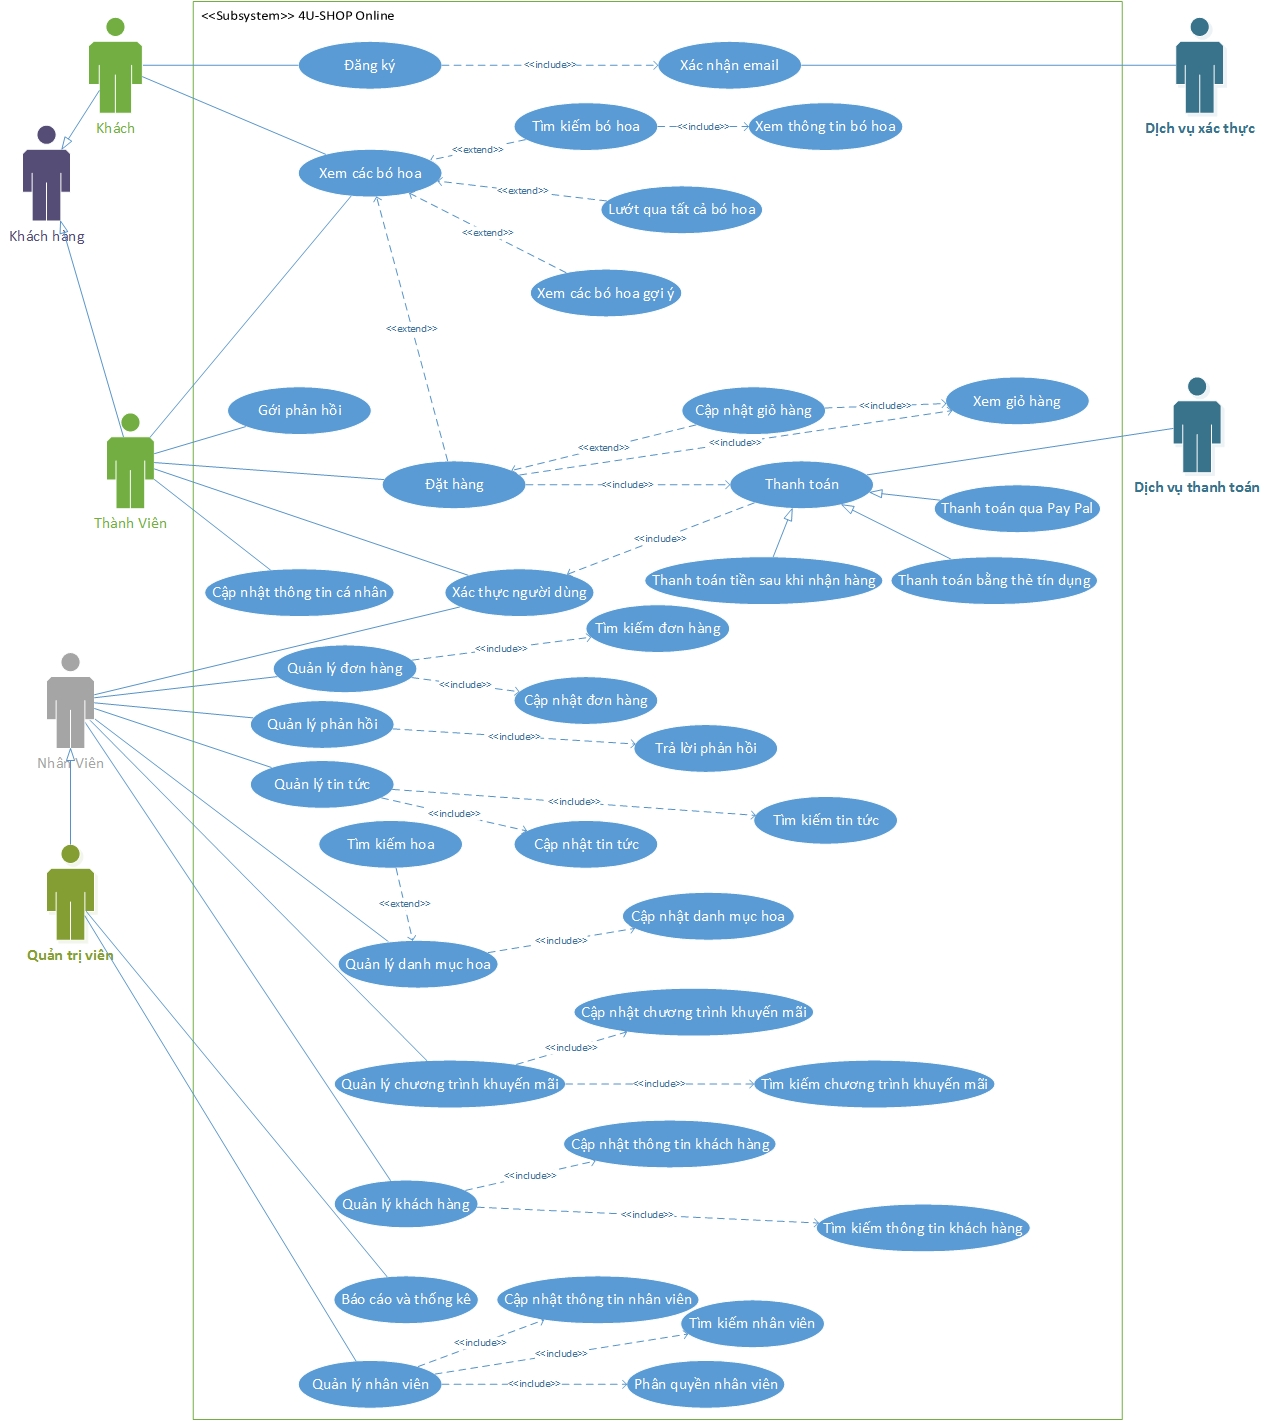 <<Subsystem>> 4U-SHOP Online
Đăng ký
<<include>>
Xác nhận email
Khách
Dịch vụ xác thực
Tìm kiếm bó hoa
<<include>>
Xem thông tin bó hoa
<<extend>>
Xem các bó hoa
<<extend>>
Lướt qua tất cả bó hoa
Khách hàng
<<extend>>
Xem các bó hoa gợi ý
<<extend>>
Gởi phản hồi
Cập nhật giỏ hàng
<<include>>
Xem giỏ hàng
<<extend>>
<<include>>
Đặt hàng
<<include>>
Thanh toán
Dịch vụ thanh toán
Thành Viên
Thanh toán qua Pay Pal
<<include>>
Thanh toán tiền sau khi nhận hàng
Thanh toán bằng thẻ tín dụng
Cập nhật thông tin cá nhân
Xác thực người dùng
Tìm kiếm đơn hàng
<<include>>
Quản lý đơn hàng
<<include>>
Cập nhật đơn hàng
Quản lý phản hồi
<<include>>
Trả lời phản hồi
Nhân Viên
Quản lý tin tức
<<include>>
<<include>>
Tìm kiếm tin tức
Tìm kiếm hoa
Cập nhật tin tức
<<extend>>
Cập nhật danh mục hoa
<<include>>
Quản trị viên
Quản lý danh mục hoa
Cập nhật chương trình khuyến mãi
<<include>>
Quản lý chương trình khuyến mãi
<<include>>
Tìm kiếm chương trình khuyến mãi
Cập nhật thông tin khách hàng
<<include>>
Quản lý khách hàng
<<include>>
Tìm kiếm thông tin khách hàng
Báo cáo và thống kê
Cập nhật thông tin nhân viên
Tìm kiếm nhân viên
<<include>>
<<include>>
Quản lý nhân viên
<<include>>
Phân quyền nhân viên